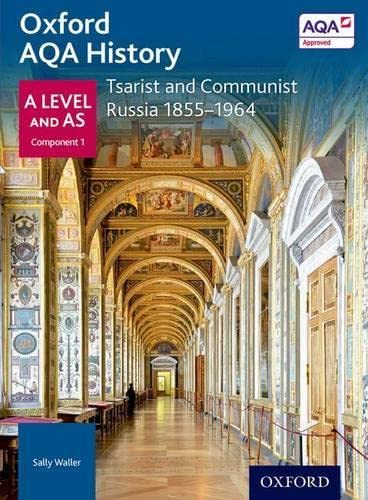 Oxford
AQA History
AQA
Approved
A LEVEL
AND AS
Component 1
Tsarist and Communist
Russia 1855–1964
Sally Waller
OXFORD